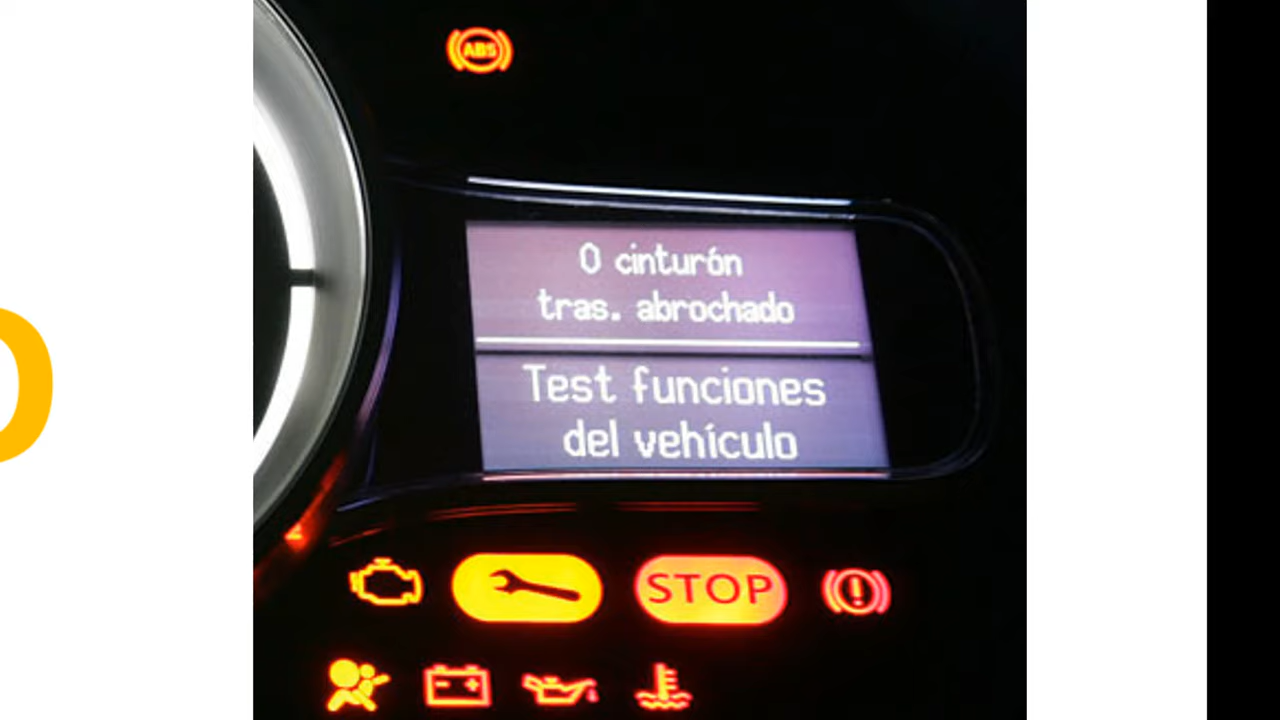 ABS
0 cinturón
tras. abrochado
Test funciones
del vehículo
STOP